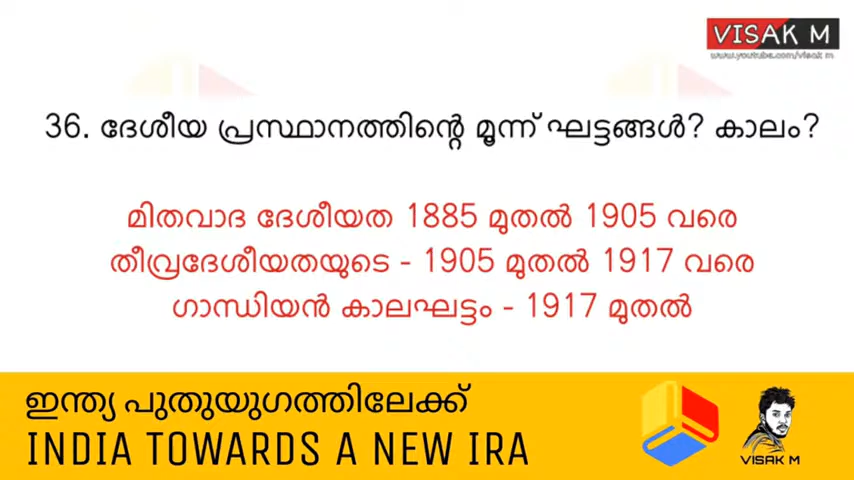 VISAK M
www.youtube.com/visak m
36. ദേശീയ പ്രസ്ഥാനത്തിന്റെ മൂന്ന് ഘട്ടങ്ങൾ? കാലം?
മിതവാദ ദേശീയത 1885 മുതൽ 1905 വരെ
തീവ്രദേശീയതയുടെ - 1905 മുതൽ 1917 വരെ
ഗാന്ധിയൻ കാലഘട്ടം - 1917 മുതൽ
ഇന്ത്യ പുതുയുഗത്തിലേക്ക്
INDIA TOWARDS A NEW IRA
VISAK M